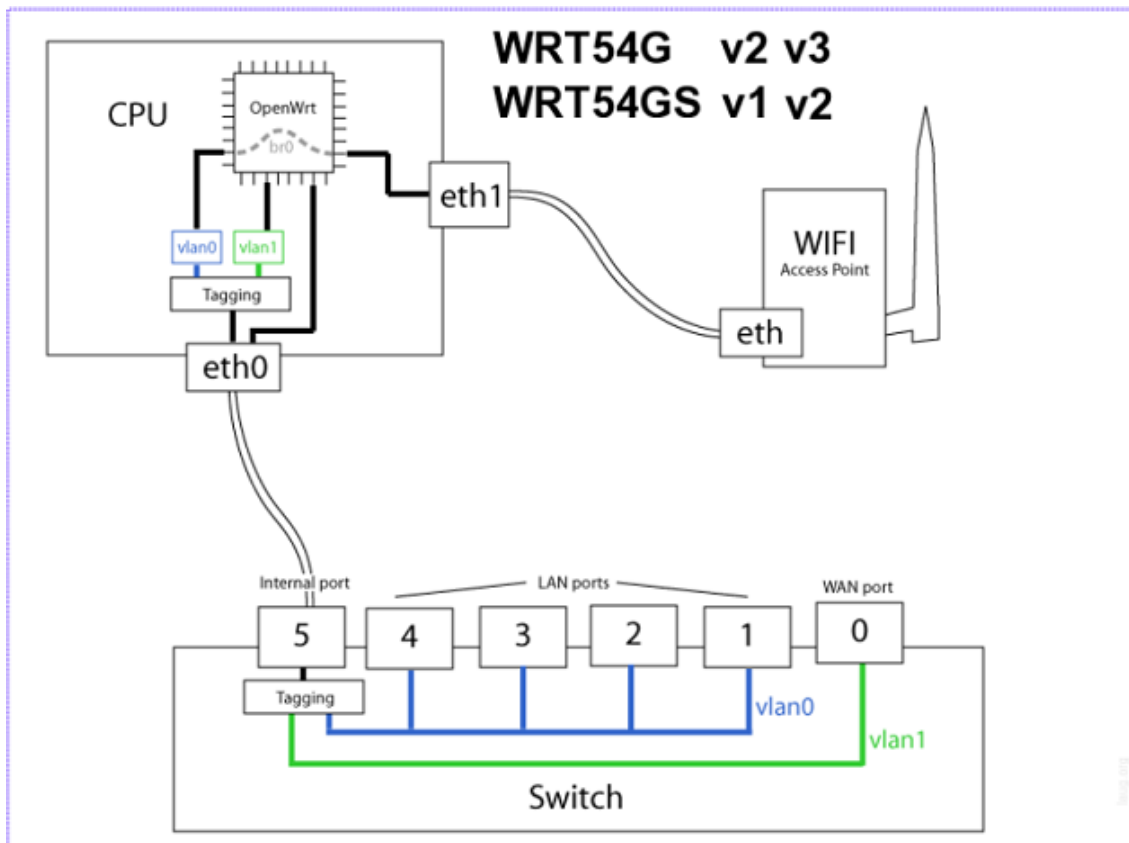 WRT54G v2 v3
WRT54GS v1 v2
CPU
OpenWrt
br0
eth1
vlan0 vlan1
Tagging
eth0
WIFI
Access Point
eth
Internal port
LAN ports
WAN port
5 4 3 2 1 0
Tagging
vlan0
vlan1
Switch